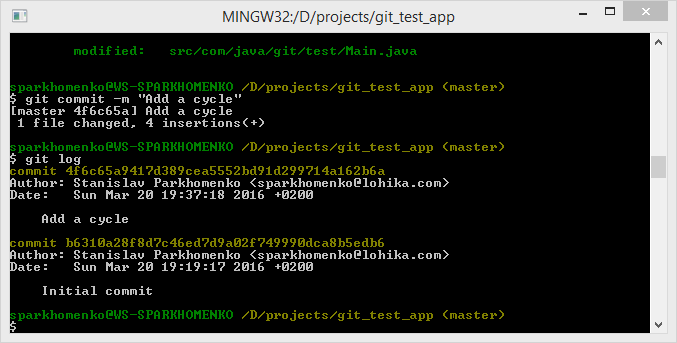 MINGW32:/D/projects/git_test_app
modified:   src/com/java/git/test/Main.java
sparkhomenko@WS-SPARKHOMENKO /D/projects/git_test_app (master)
$ git commit -m "Add a cycle"
[master 4f6c65a] Add a cycle
 1 file changed, 4 insertions(+)
sparkhomenko@WS-SPARKHOMENKO /D/projects/git_test_app (master)
$ git log
commit 4f6c65a9417d389cea5552bd91d299714a162b6a
Author: Stanislav Parkhomenko <sparkhomenko@lohika.com>
Date:   Sun Mar 20 19:37:18 2016 +0200
    Add a cycle
commit b6310a28f8d7c46ed7d9a02f749990dca8b5edb6
Author: Stanislav Parkhomenko <sparkhomenko@lohika.com>
Date:   Sun Mar 20 19:19:17 2016 +0200
    Initial commit
sparkhomenko@WS-SPARKHOMENKO /D/projects/git_test_app (master)
$